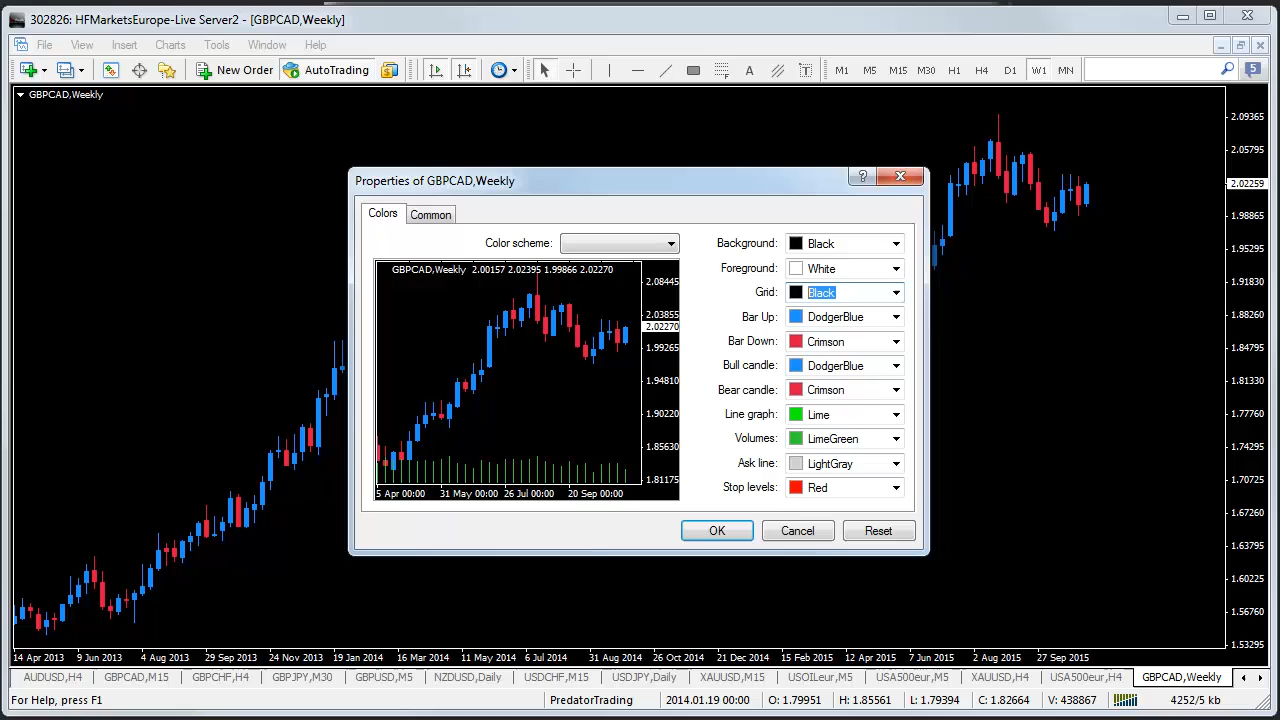 302826: HFMarketsEurope-Live Server2 - [GBPCAD,Weekly]
File View Insert Charts Tools Window Help
New Order AutoTrading A T M1 M5 M15 M30 H1 H4 D1 W1 MN 5
GBPCAD,Weekly
2.09365
2.05795
2.02259
1.98865
1.95295
1.91830
1.88260
1.84795
1.81330
1.77760
1.74295
1.70725
1.67260
1.63795
1.60225
1.56760
1.53295
Properties of GBPCAD,Weekly
Colors Common
Color scheme:
GBPCAD,Weekly 2.00157 2.02395 1.99866 2.02270
2.08445
2.03855
2.02270
1.99265
1.94810
1.90220
1.85630
1.81175
5 Apr 00:00 31 May 00:00 26 Jul 00:00 20 Sep 00:00
Background: Black
Foreground: White
Grid: Black
Bar Up: DodgerBlue
Bar Down: Crimson
Bull candle: DodgerBlue
Bear candle: Crimson
Line graph: Lime
Volumes: LimeGreen
Ask line: LightGray
Stop levels: Red
OK Cancel Reset
14 Apr 2013 9 Jun 2013 4 Aug 2013 29 Sep 2013 24 Nov 2013 19 Jan 2014 16 Mar 2014 11 May 2014 6 Jul 2014 31 Aug 2014 26 Oct 2014 21 Dec 2014 15 Feb 2015 12 Apr 2015 7 Jun 2015 2 Aug 2015 27 Sep 2015
AUDUSD,H4 GBPCAD,M15 GBPCHF,H4 GBPJPY,M30 GBPUSD,M5 NZDUSD,Daily USDCHF,M15 USDJPY,Daily XAUUSD,M15 USOILeur,M5 USA500eur,M5 XAUUSD,H4 USA500eur,H4 GBPCAD,Weekly
For Help, press F1 PredatorTrading 2014.01.19 00:00 O: 1.79951 H: 1.85561 L: 1.79394 C: 1.82664 V: 438867 4252/5 kb